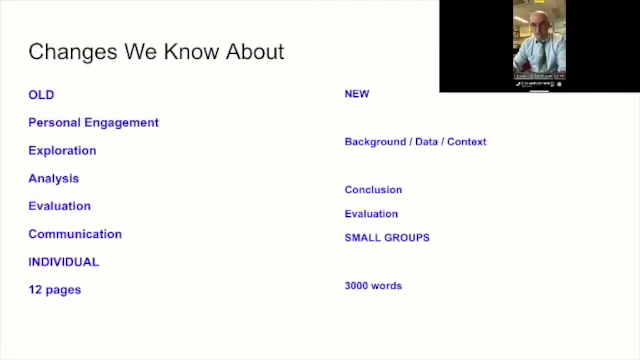 Changes We Know About
OLD
Personal Engagement
Exploration
Analysis
Evaluation
Communication
INDIVIDUAL
12 pages
NEW
Background / Data / Context
Conclusion
Evaluation
SMALL GROUPS
3000 words